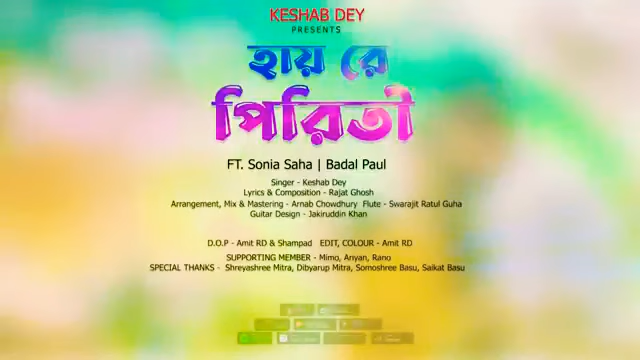 KESHAB DEY
PRESENTS
হায় রে
পিরিতী
FT. Sonia Saha | Badal Paul
Singer - Keshab Dey
Lyrics & Composition - Rajat Ghosh
Arrangement, Mix & Mastering - Arnab Chowdhury Flute - Swarajit Ratul Guha
Guitar Design - Jakiruddin Khan
D.O.P - Amit RD & Shampad EDIT, COLOUR - Amit RD
SUPPORTING MEMBER - Mimo, Ariyan, Rano
SPECIAL THANKS - Shreyashree Mitra, Dibyarup Mitra, Somoshree Basu, Saikat Basu